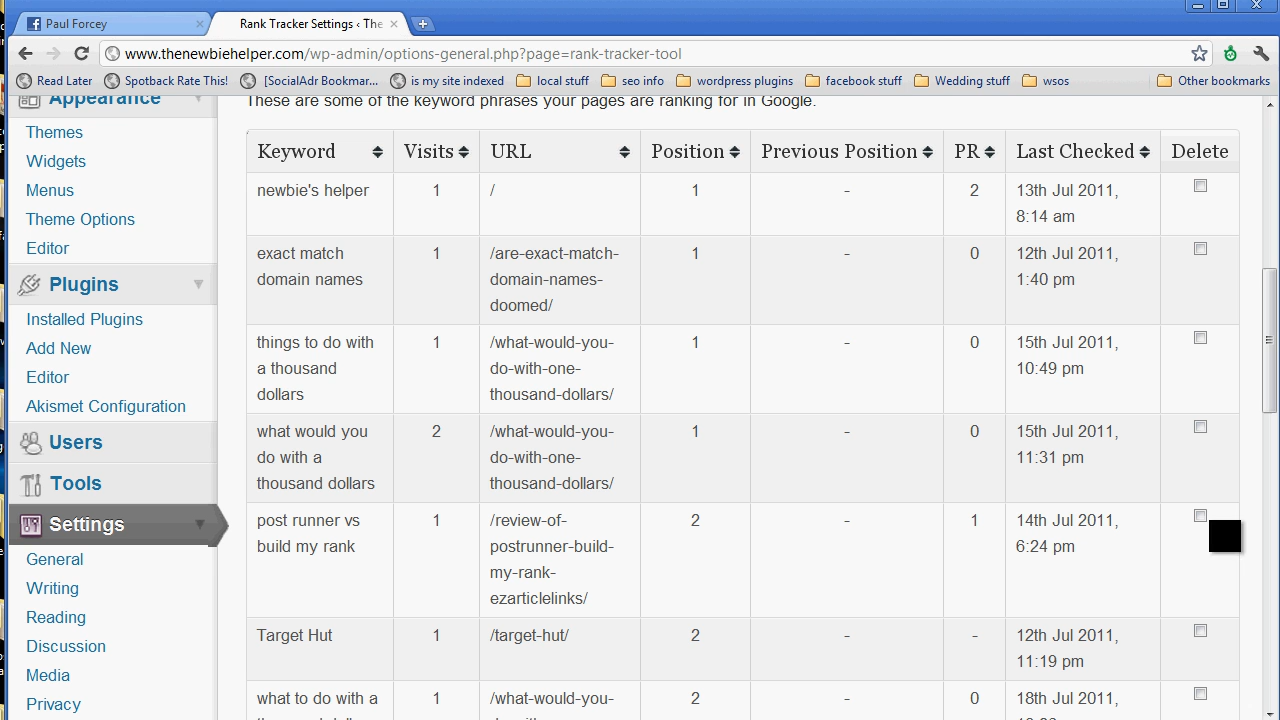 Paul Forcey
Rank Tracker Settings ‹ The
www.thenewbiehelper.com/wp-admin/options-general.php?page=rank-tracker-tool
Read Later
Spotback Rate This!
[SocialAdr Bookmar...
is my site indexed
local stuff
seo info
wordpress plugins
facebook stuff
Wedding stuff
wsos
Other bookmarks
Appearance
Themes
Widgets
Menus
Theme Options
Editor
Plugins
Installed Plugins
Add New
Editor
Akismet Configuration
Users
Tools
Settings
General
Writing
Reading
Discussion
Media
Privacy
These are some of the keyword phrases your pages are ranking for in Google.
Keyword Visits URL Position Previous Position PR Last Checked Delete
newbie's helper 1 / 1 - 2 13th Jul 2011,
8:14 am
exact match 1 /are-exact-match- 1 - 0 12th Jul 2011,
domain names domain-names- 1:40 pm
doomed/
things to do with 1 /what-would-you- 1 - 0 15th Jul 2011,
a thousand do-with-one- 10:49 pm
dollars thousand-dollars/
what would you 2 /what-would-you- 1 - 0 15th Jul 2011,
do with a do-with-one- 11:31 pm
thousand dollars thousand-dollars/
post runner vs 1 /review-of- 2 - 1 14th Jul 2011,
build my rank postrunner-build- 6:24 pm
my-rank-
ezarticlelinks/
Target Hut 1 /target-hut/ 2 - - 12th Jul 2011,
11:19 pm
what to do with a 1 /what-would-you- 2 - 0 18th Jul 2011,